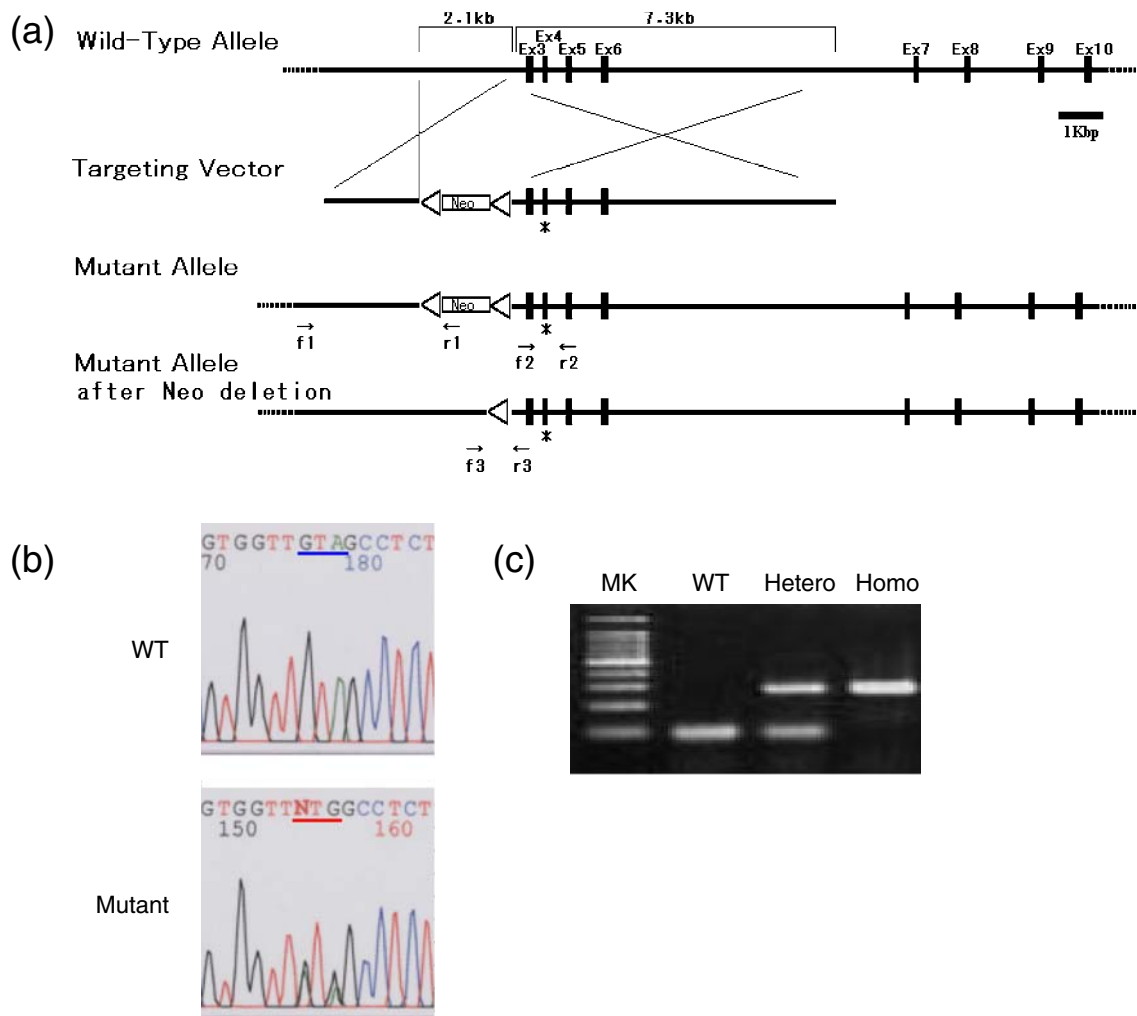 (a)
2.1kb 7.3kb
Wild-Type Allele
Ex3 Ex4 Ex5 Ex6 Ex7 Ex8 Ex9 Ex10
1Kbp
Targeting Vector
Neo
*
Mutant Allele
Neo
*
f1 r1 f2 r2
Mutant Allele
after Neo deletion
*
f3 r3
(b)
GTGGTTGTAGCCTCT
70 180
WT
GTGGTTNTGGCCTCT
150 160
Mutant
(c)
MK WT Hetero Homo